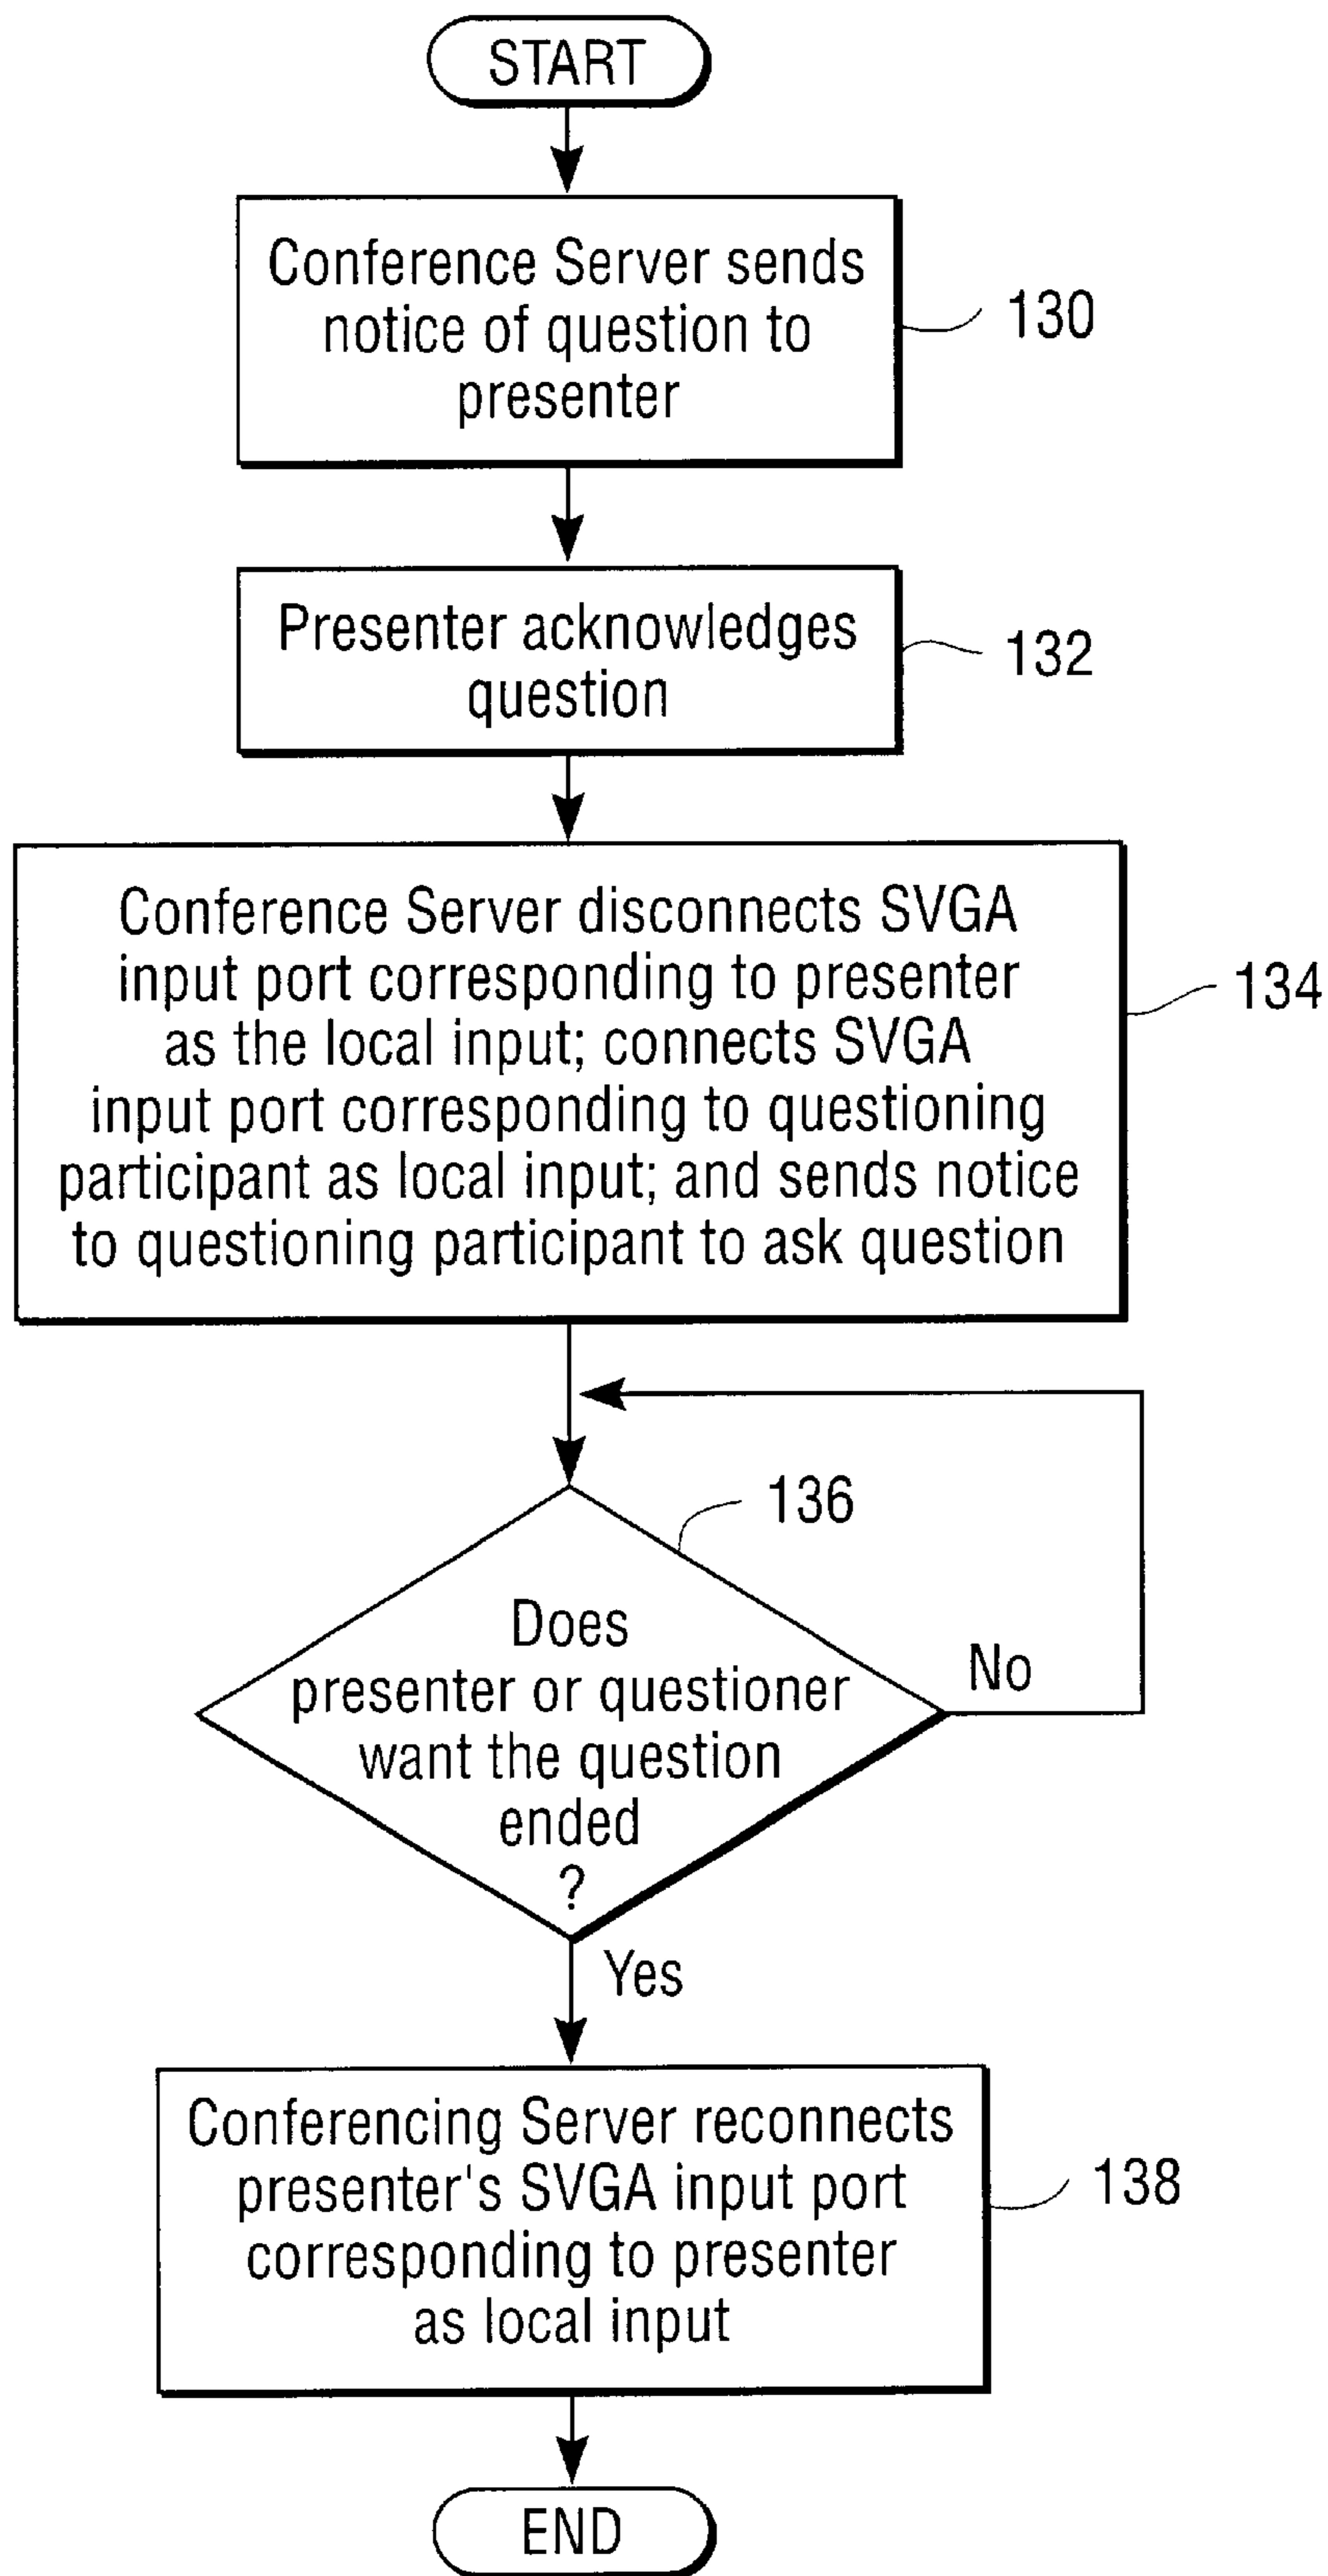 START
Conference Server sends
notice of question to
presenter
130
Presenter acknowledges
question
132
Conference Server disconnects SVGA
input port corresponding to presenter
as the local input; connects SVGA
input port corresponding to questioning
participant as local input; and sends notice
to questioning participant to ask question
134
136
Does
presenter or questioner
want the question
ended
?
No
Yes
Conferencing Server reconnects
presenter's SVGA input port
corresponding to presenter
as local input
138
END